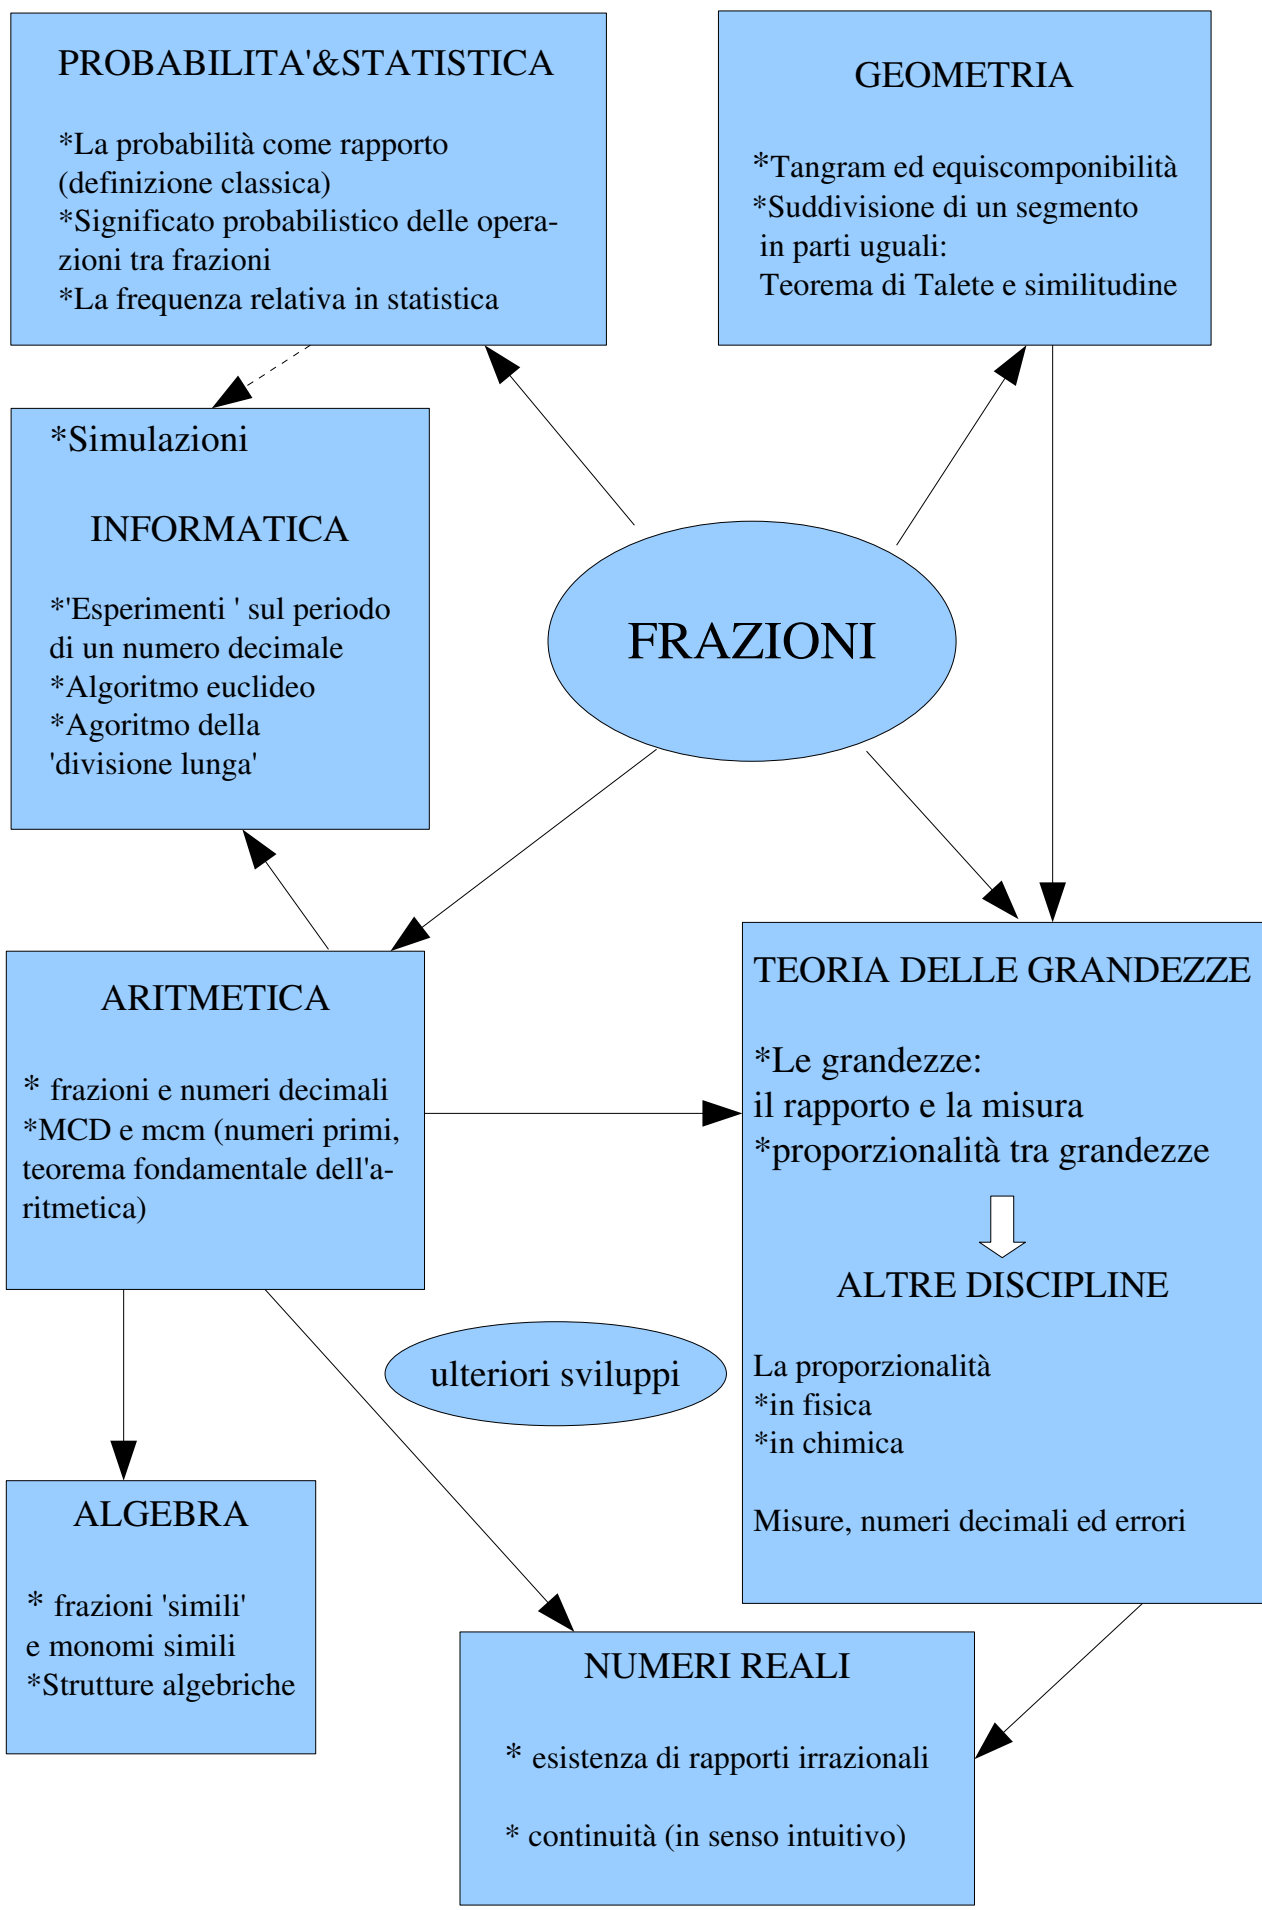 PROBABILITA'&STATISTICA
*La probabilità come rapporto
(definizione classica)
*Significato probabilistico delle opera-
zioni tra frazioni
*La frequenza relativa in statistica
GEOMETRIA
*Tangram ed equiscomponibilità
*Suddivisione di un segmento
in parti uguali:
Teorema di Talete e similitudine
*Simulazioni
INFORMATICA
*'Esperimenti ' sul periodo
di un numero decimale
*Algoritmo euclideo
*Agoritmo della
'divisione lunga'
FRAZIONI
ARITMETICA
* frazioni e numeri decimali
*MCD e mcm (numeri primi,
teorema fondamentale dell'a-
ritmetica)
TEORIA DELLE GRANDEZZE
*Le grandezze:
il rapporto e la misura
*proporzionalità tra grandezze
ALTRE DISCIPLINE
La proporzionalità
*in fisica
*in chimica
Misure, numeri decimali ed errori
ulteriori sviluppi
ALGEBRA
* frazioni 'simili'
e monomi simili
*Strutture algebriche
NUMERI REALI
* esistenza di rapporti irrazionali
* continuità (in senso intuitivo)